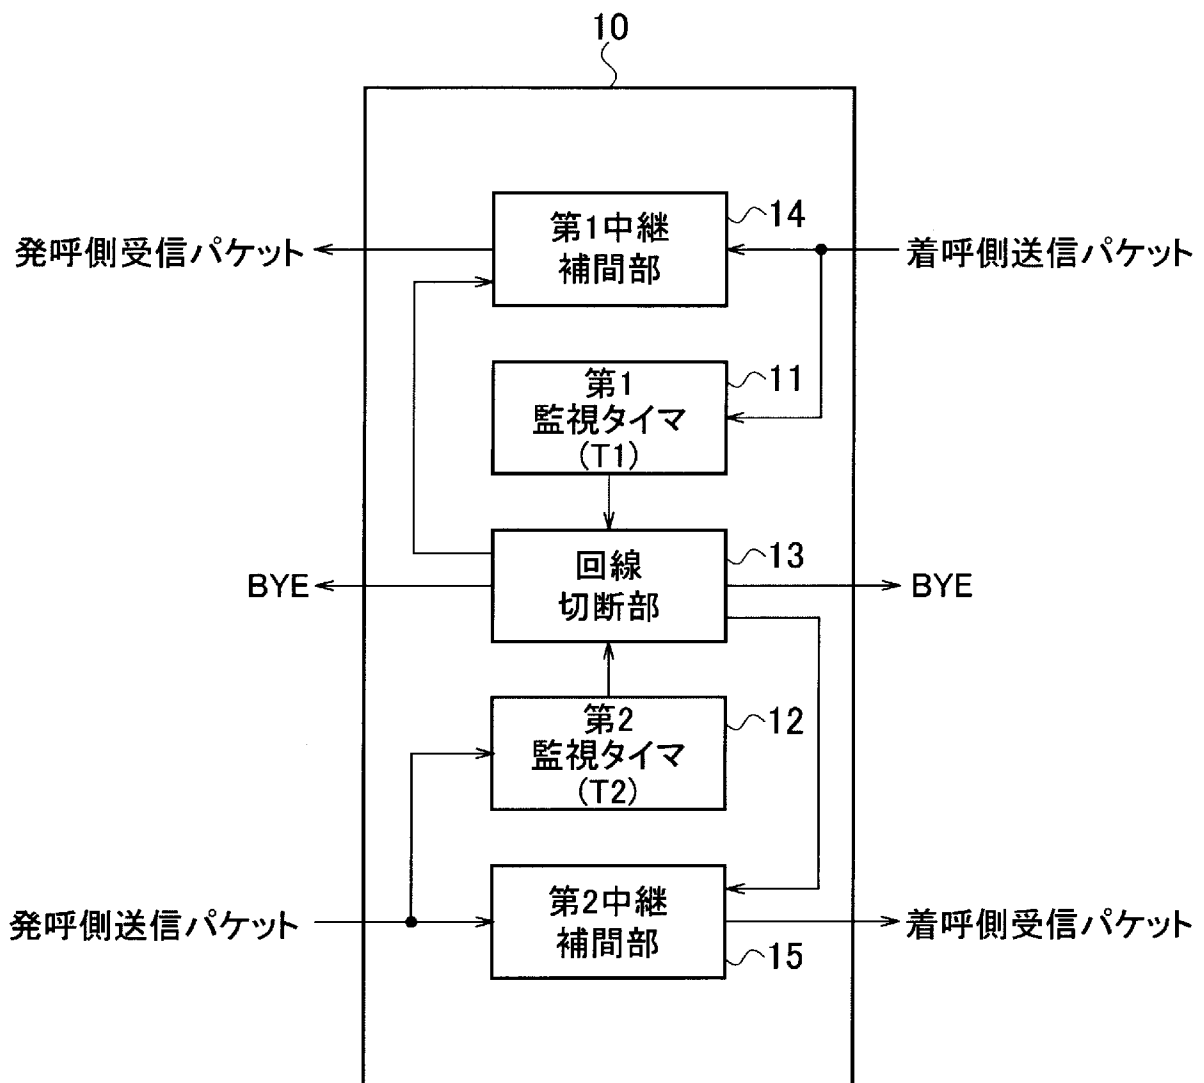 10
第1中継
補間部
14
発呼側受信パケット
着呼側送信パケット
第1
監視タイマ
(T1)
11
回線
切断部
13
BYE
BYE
第2
監視タイマ
(T2)
12
第2中継
補間部
15
発呼側送信パケット
着呼側受信パケット